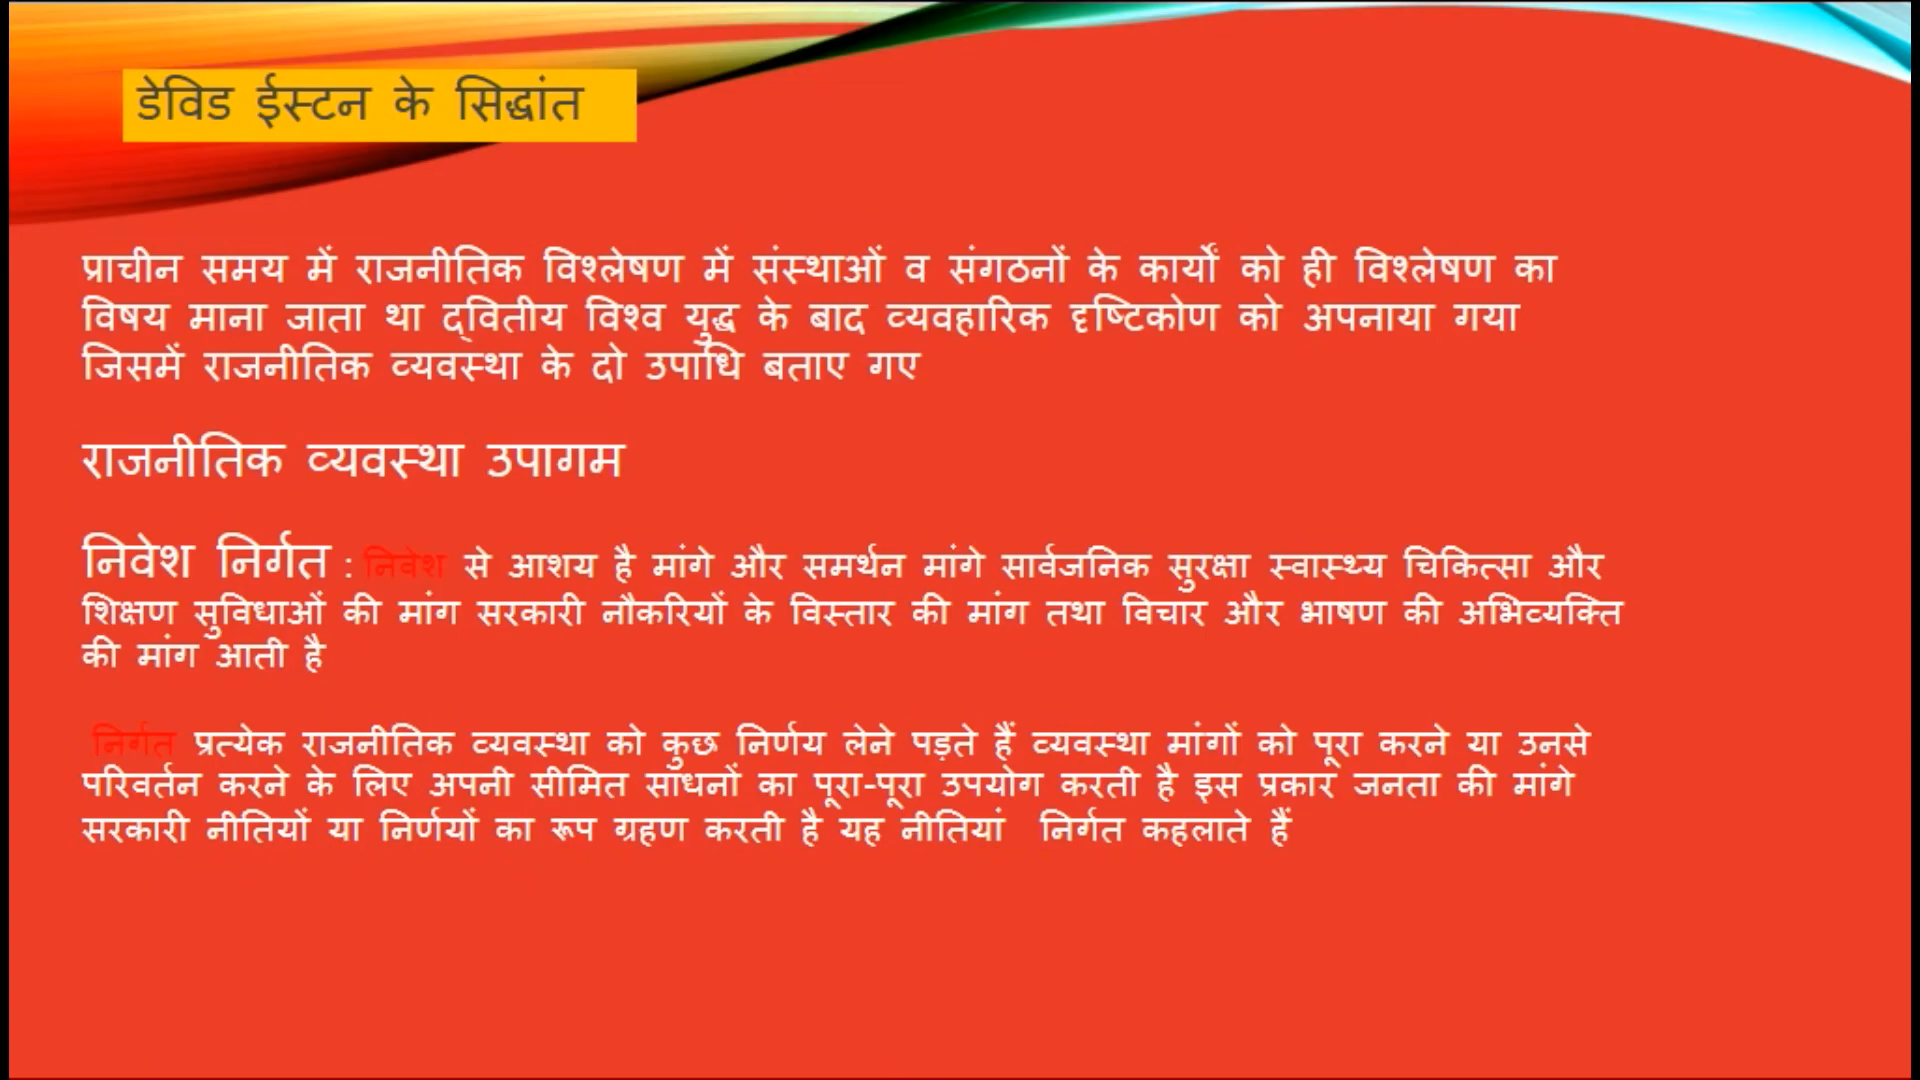 डेविड ईस्टन के सिद्धांत
प्राचीन समय में राजनीतिक विश्लेषण में संस्थाओं व संगठनों के कार्यों को ही विश्लेषण का
विषय माना जाता था द्वितीय विश्व युद्ध के बाद व्यवहारिक दृष्टिकोण को अपनाया गया
जिसमें राजनीतिक व्यवस्था के दो उपाधि बताए गए
राजनीतिक व्यवस्था उपागम
निवेश निर्गत : निवेश से आशय है मांगे और समर्थन मांगे सार्वजनिक सुरक्षा स्वास्थ्य चिकित्सा और
शिक्षण सुविधाओं की मांग सरकारी नौकरियों के विस्तार की मांग तथा विचार और भाषण की अभिव्यक्ति
की मांग आती है
निर्गत प्रत्येक राजनीतिक व्यवस्था को कुछ निर्णय लेने पड़ते हैं व्यवस्था मांगों को पूरा करने या उनसे
परिवर्तन करने के लिए अपनी सीमित साधनों का पूरा-पूरा उपयोग करती है इस प्रकार जनता की मांगे
सरकारी नीतियों या निर्णयों का रूप ग्रहण करती है यह नीतियां निर्गत कहलाते हैं